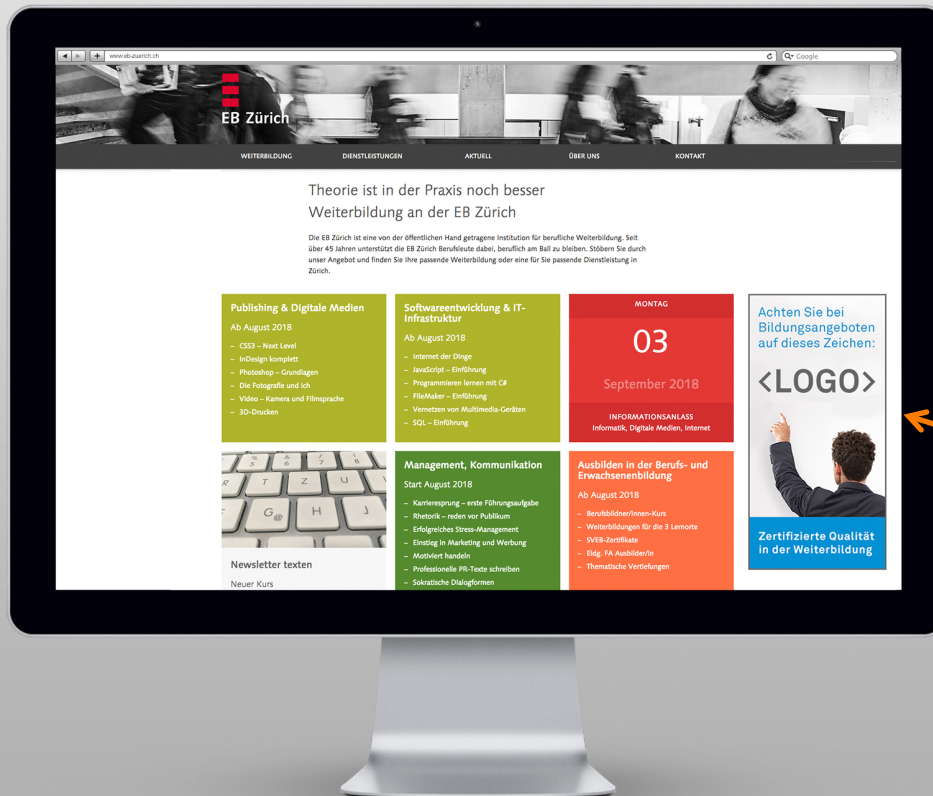 www.eb-zuerich.ch
Google
EB Zürich
WEITERBILDUNG
DIENSTLEISTUNGEN
AKTUELL
ÜBER UNS
KONTAKT
Theorie ist in der Praxis noch besser
Weiterbildung an der EB Zürich
Die EB Zürich ist eine von der öffentlichen Hand getragene Institution für berufliche Weiterbildung. Seit
über 45 Jahren unterstützt die EB Zürich Berufsleute dabei, beruflich am Ball zu bleiben. Stöbern Sie durch
unser Angebot und finden Sie Ihre passende Weiterbildung oder eine für Sie passende Dienstleistung in
Zürich.
Publishing & Digitale Medien
Ab August 2018
– CSS3 – Next Level
– InDesign komplett
– Photoshop – Grundlagen
– Die Fotografie und ich
– Video – Kamera und Filmsprache
– 3D-Drucken
Softwareentwicklung & IT-
Infrastruktur
Ab August 2018
– Internet der Dinge
– JavaScript – Einführung
– Programmieren lernen mit C#
– FileMaker – Einführung
– Vernetzen von Multimedia-Geräten
– SQL – Einführung
MONTAG
03
September 2018
INFORMATIONSANLASS
Informatik, Digitale Medien, Internet
Achten Sie bei
Bildungsangeboten
auf dieses Zeichen:
<LOGO>
Zertifizierte Qualität
in der Weiterbildung
% & / (
5 6 7 8
R T Z U
F G @ H J
Newsletter texten
Neuer Kurs
Management, Kommunikation
Start August 2018
– Karrieresprung – erste Führungsaufgabe
– Rhetorik – reden vor Publikum
– Erfolgreiches Stress-Management
– Einstieg in Marketing und Werbung
– Motiviert handeln
– Professionelle PR-Texte schreiben
– Sokratische Dialogformen
Ausbilden in der Berufs- und
Erwachsenenbildung
Ab August 2018
– Berufsbildner/innen-Kurs
– Weiterbildungen für die 3 Lernorte
– SVEB-Zertifikate
– Eidg. FA Ausbilder/in
– Thematische Vertiefungen